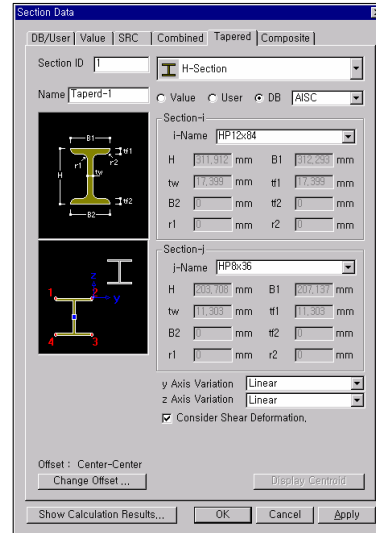 Section Data
DB/User Value SRC Combined Tapered Composite
Section ID 1
H-Section
Name Taperd-1
Value User DB AISC
Section-i
i-Name HP12x84
H 311,912 mm B1 312,293 mm
tw 17,399 mm tf1 17,399 mm
B2 0 mm tf2 0 mm
r1 0 mm r2 0 mm
B1
tf1
r1 r2
H tw
tf2
B2
Section-j
j-Name HP8x36
H 203,708 mm B1 207,137 mm
tw 11,303 mm tf1 11,303 mm
B2 0 mm tf2 0 mm
r1 0 mm r2 0 mm
z
1 2
y
4 3
y Axis Variation Linear
z Axis Variation Linear
Consider Shear Deformation,
Offset : Center-Center
Change Offset ...
Display Centroid
Show Calculation Results,,, OK Cancel Apply